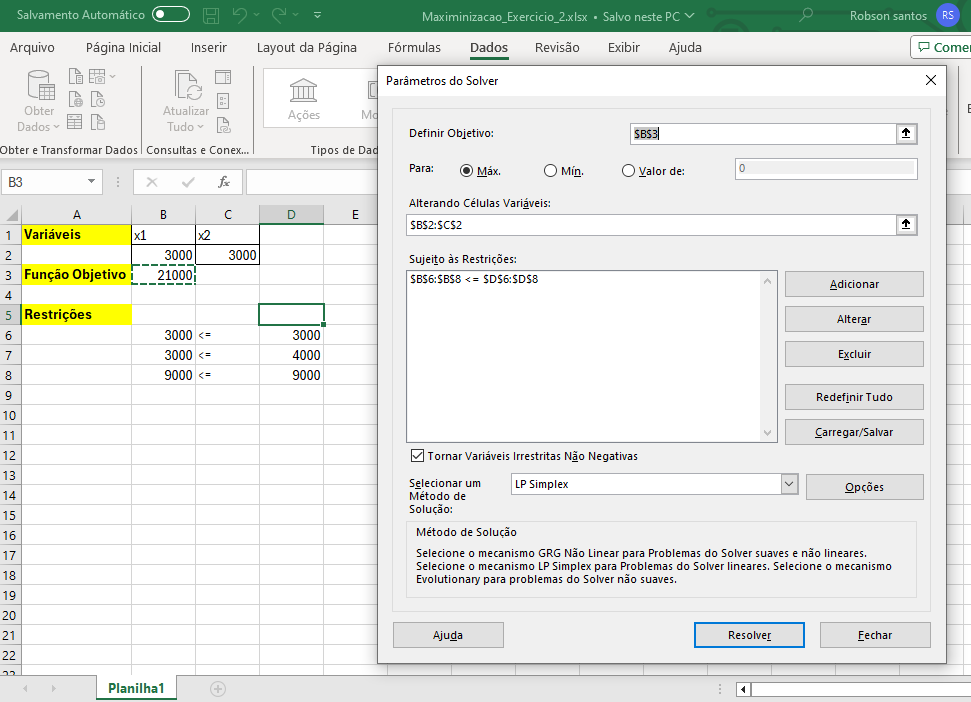 Salvamento Automático
Maximinizacao_Exercicio_2.xlsx • Salvo neste PC
Robson santos RS
Arquivo Página Inicial Inserir Layout da Página Fórmulas Dados Revisão Exibir Ajuda
Obter Dados
Atualizar Tudo
Ações
Obter e Transformar Dados
Consultas e Conex...
Tipos de Dad
B3
fx
A B C D E
1 Variáveis x1 x2
2 3000 3000
3 Função Objetivo 21000
4
5 Restrições
6 3000 <= 3000
7 3000 <= 4000
8 9000 <= 9000
9
10
11
12
13
14
15
16
17
18
19
20
21
22
Planilha1
Parâmetros do Solver
Definir Objetivo: $B$3
Para: Máx. Mín. Valor de: 0
Alterando Células Variáveis:
$B$2:$C$2
Sujeito às Restrições:
$B$6:$B$8 <= $D$6:$D$8
Adicionar
Alterar
Excluir
Redefinir Tudo
Carregar/Salvar
Tornar Variáveis Irrestritas Não Negativas
Selecionar um
Método de
Solução:
LP Simplex
Opções
Método de Solução
Selecione o mecanismo GRG Não Linear para Problemas do Solver suaves e não lineares.
Selecione o mecanismo LP Simplex para Problemas do Solver lineares. Selecione o mecanismo
Evolutionary para problemas do Solver não suaves.
Ajuda Resolver Fechar